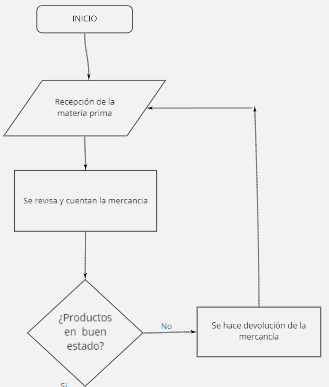 INICIO
Recepción de la
materia prima
Se revisa y cuentan la mercancia
¿Productos
en buen
estado?
No
Se hace devolución de la
mercancía
Si